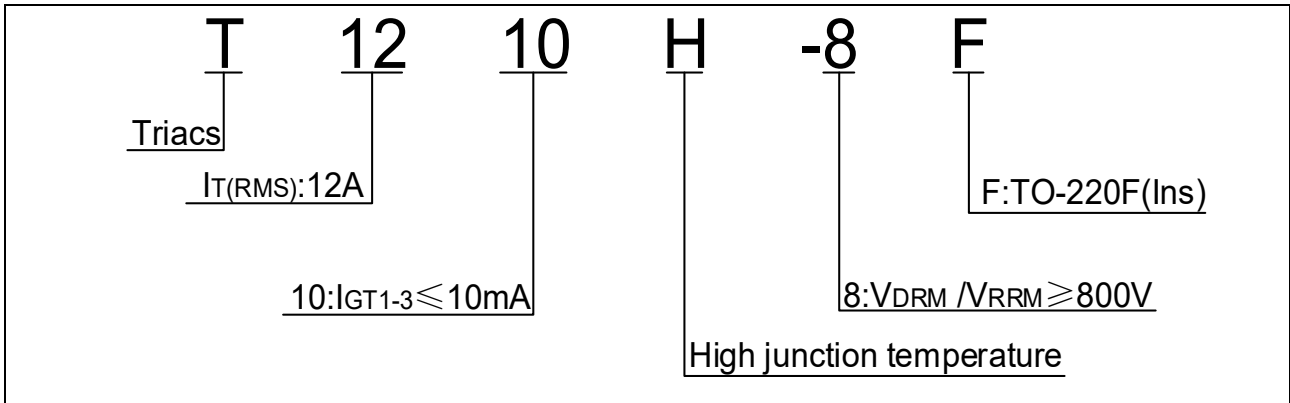 T 12 10 H -8 F
Triacs
IT(RMS):12A
F:TO-220F(Ins)
10:IGT1-3≤10mA
8:VDRM /VRRM≥800V
High junction temperature